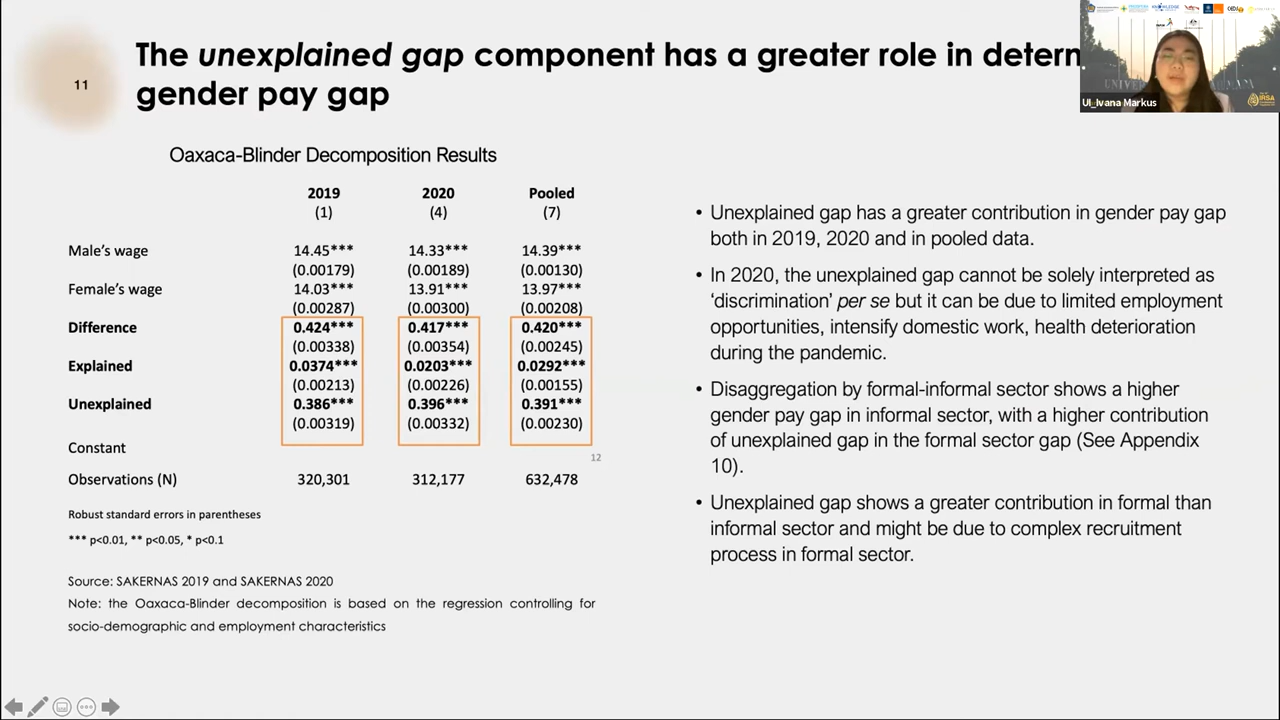 11
The unexplained gap component has a greater role in determ
gender pay gap
UI_Ivana Markus
Oaxaca-Blinder Decomposition Results
2019 2020 Pooled
(1) (4) (7)
Male's wage 14.45*** 14.33*** 14.39***
(0.00179) (0.00189) (0.00130)
Female's wage 14.03*** 13.91*** 13.97***
(0.00287) (0.00300) (0.00208)
Difference 0.424*** 0.417*** 0.420***
(0.00338) (0.00354) (0.00245)
Explained 0.0374*** 0.0203*** 0.0292***
(0.00213) (0.00226) (0.00155)
Unexplained 0.386*** 0.396*** 0.391***
(0.00319) (0.00332) (0.00230)
Constant
12
Observations (N) 320,301 312,177 632,478
Robust standard errors in parentheses
*** p<0.01, ** p<0.05, * p<0.1
Source: SAKERNAS 2019 and SAKERNAS 2020
Note: the Oaxaca-Blinder decomposition is based on the regression controlling for
socio-demographic and employment characteristics
• Unexplained gap has a greater contribution in gender pay gap
both in 2019, 2020 and in pooled data.
• In 2020, the unexplained gap cannot be solely interpreted as
'discrimination' per se but it can be due to limited employment
opportunities, intensify domestic work, health deterioration
during the pandemic.
• Disaggregation by formal-informal sector shows a higher
gender pay gap in informal sector, with a higher contribution
of unexplained gap in the formal sector gap (See Appendix
10).
• Unexplained gap shows a greater contribution in formal than
informal sector and might be due to complex recruitment
process in formal sector.